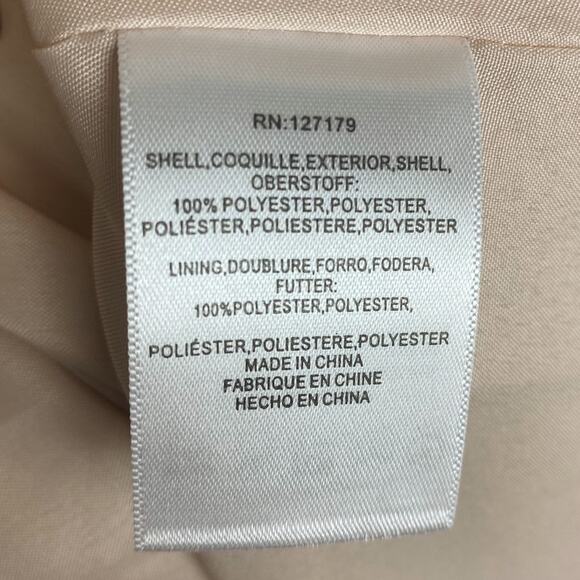 RN:127179
SHELL,COQUILLE,EXTERIOR,SHELL,
OBERSTOFF:
100% POLYESTER,POLYESTER,
POLIÉSTER,POLIESTERE,POLYESTER
LINING,DOUBLURE,FORRO,FODERA,
FUTTER:
100%POLYESTER,POLYESTER,
POLIÉSTER,POLIESTERE,POLYESTER
MADE IN CHINA
FABRIQUE EN CHINE
HECHO EN CHINA